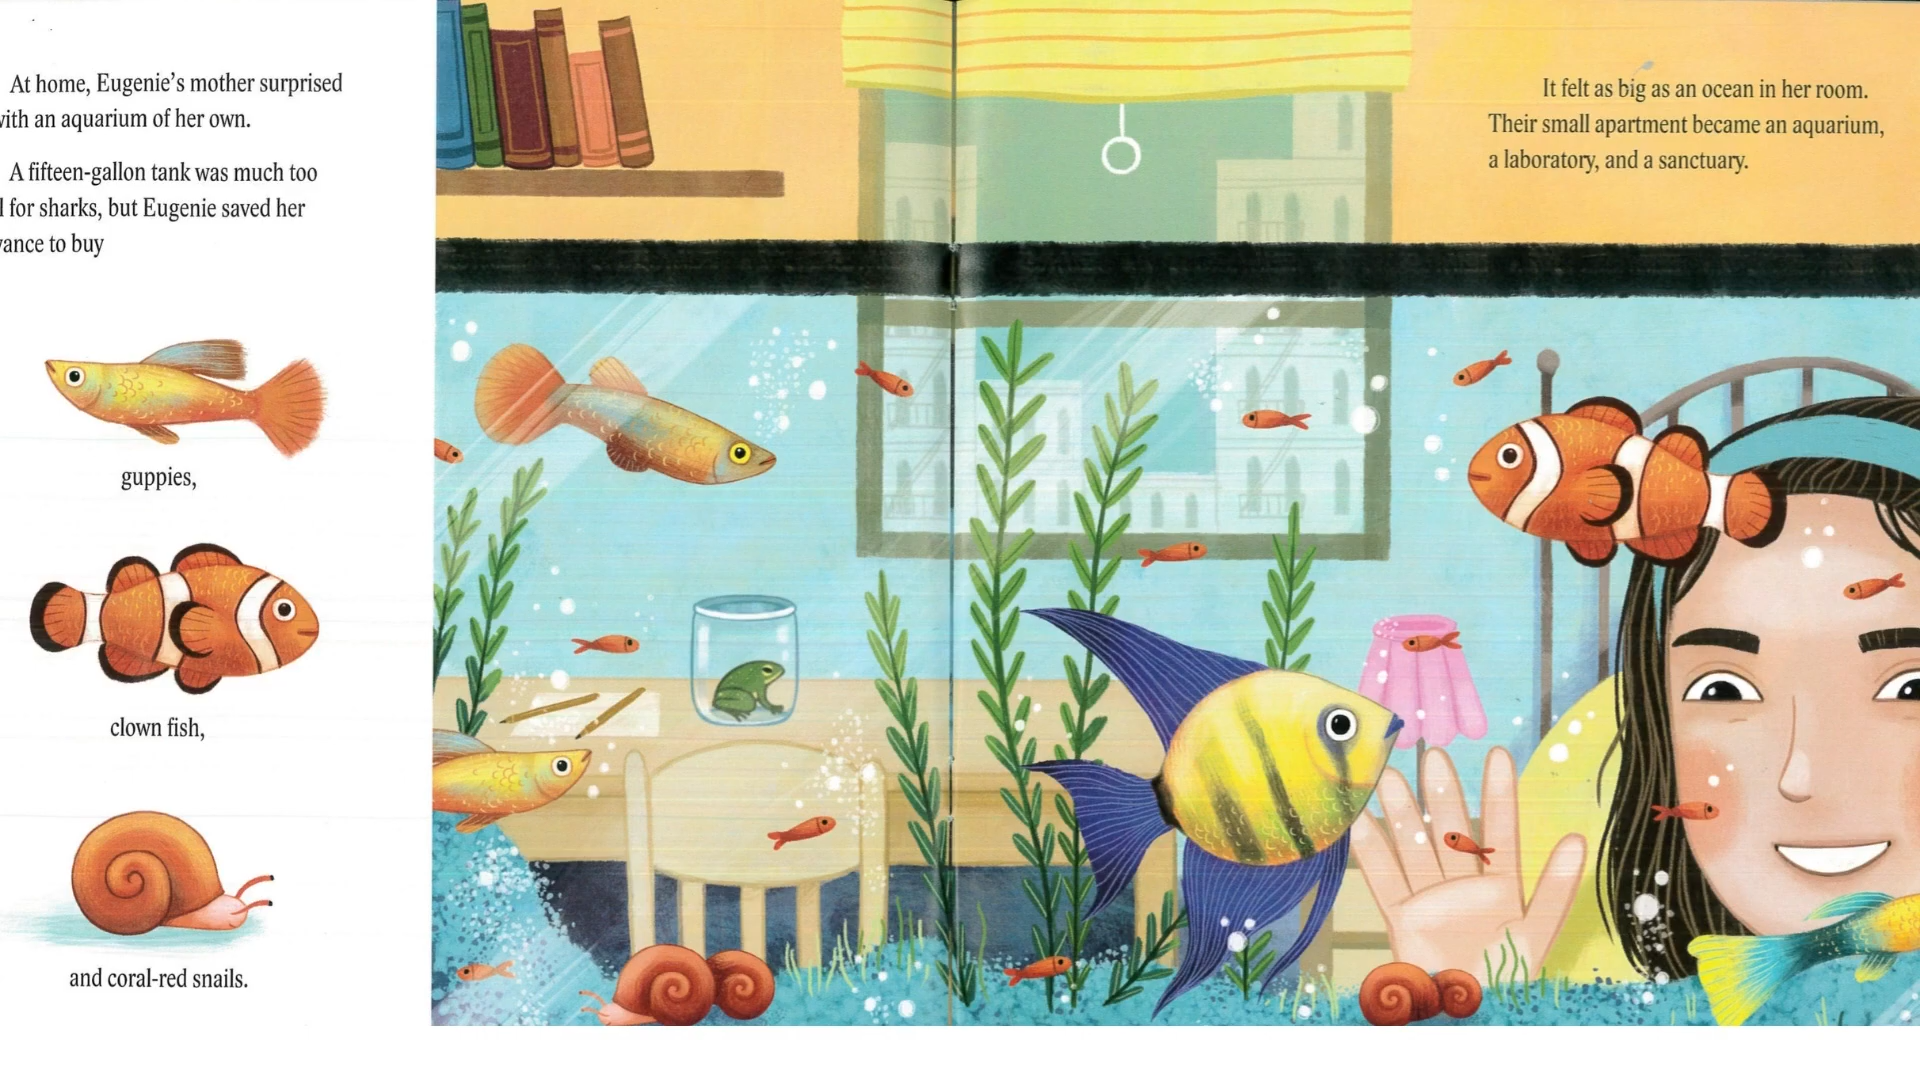 At home, Eugenie's mother surprised
with an aquarium of her own.
A fifteen-gallon tank was much too
for sharks, but Eugenie saved her
to buy
guppies,
clown fish,
and coral-red snails.
It felt as big as an ocean in her room.
Their small apartment became an aquarium,
a laboratory, and a sanctuary.